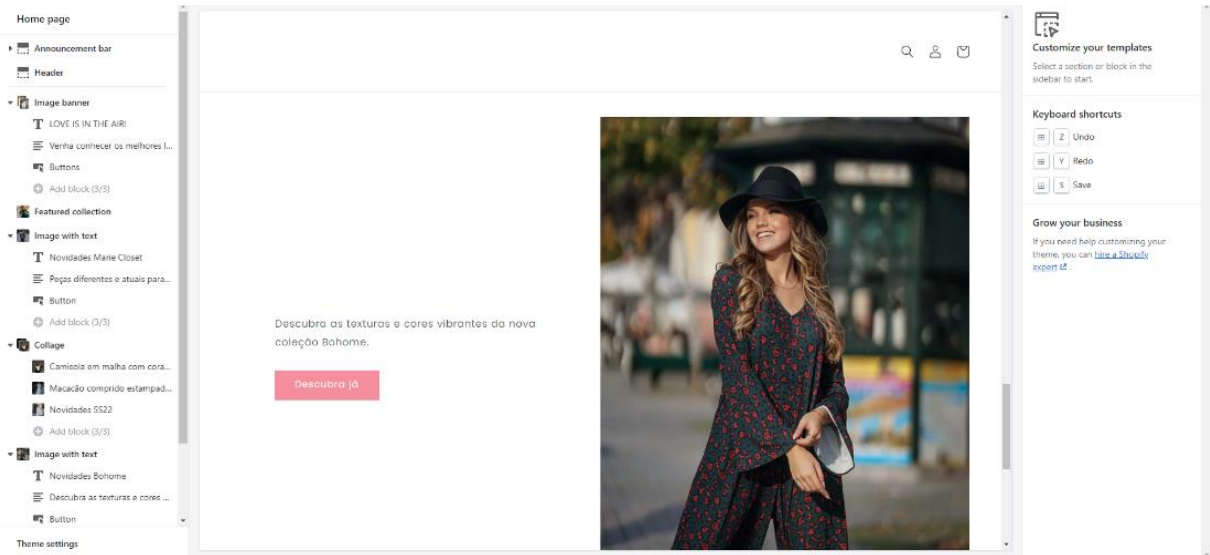 Home page
Announcement bar
Header
Image banner
LOVE IS IN THE AIR!
Venha conhecer os melhores l...
Buttons
Add block (3/3)
Featured collection
Image with text
Novidades Marie Closet
Peças diferentes e atuais para...
Button
Add block (3/3)
Collage
Camisola em malha com cora...
Macacão comprido estampad...
Novidades SS22
Add block (3/3)
Image with text
Novidades Bohome
Descubra as texturas e cores ...
Button
Theme settings
Descubra as texturas e cores vibrantes da nova
coleção Bohome.
Descubra já
Customize your templates
Select a section or block in the
sidebar to start.
Keyboard shortcuts
Z Undo
Y Redo
S Save
Grow your business
If you need help customizing your
theme, you can hire a Shopify
expert .